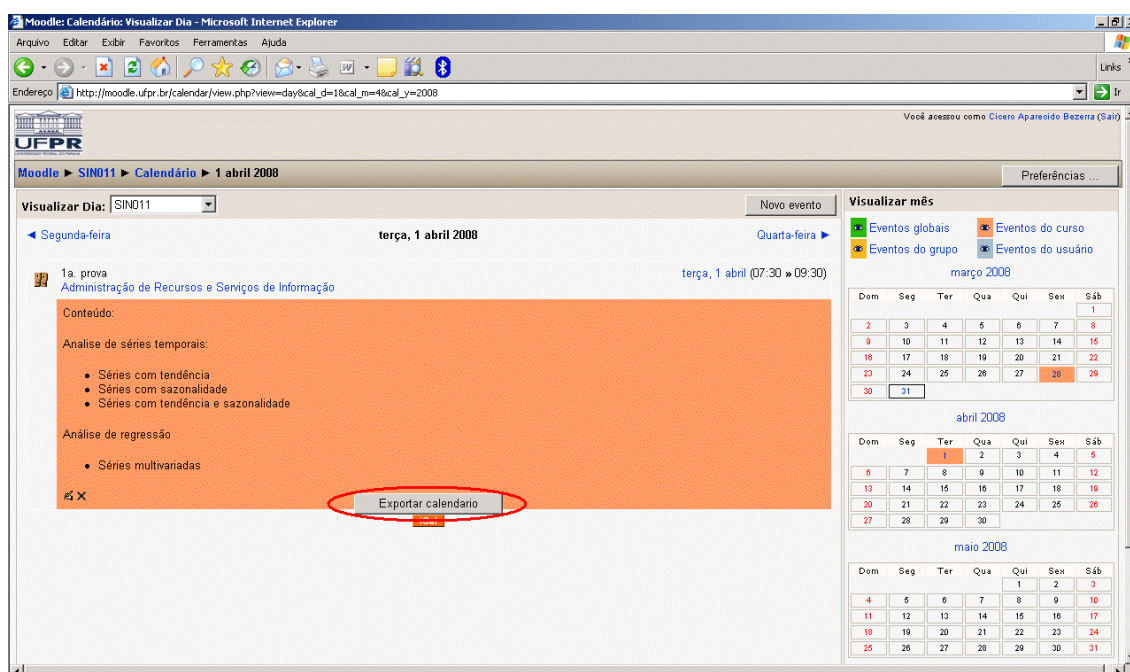 Moodle: Calendário: Visualizar Dia - Microsoft Internet Explorer
Arquivo Editar Exibir Favoritos Ferramentas Ajuda
Links
Endereço http://moodle.ufpr.br/calendar/view.php?view=day&cal_d=1&cal_m=4&cal_y=2008 Ir
Você acessou como Cicero Aparecido Bezerra (Sair)
UFPR
Moodle ► SIN011 ► Calendário ► 1 abril 2008 Preferências ...
Visualizar Dia: SIN011 Novo evento
◄ Segunda-feira terça, 1 abril 2008 Quarta-feira ►
1a. prova terça, 1 abril (07:30 » 09:30)
Administração de Recursos e Serviços de Informação
Conteúdo:
Analise de séries temporais:
• Séries com tendência
• Séries com sazonalidade
• Séries com tendência e sazonalidade
Análise de regressão
• Séries multivariadas
Exportar calendario
iCal
Visualizar mês
Eventos globais Eventos do curso
Eventos do grupo Eventos do usuário
março 2008
Dom Seg Ter Qua Qui Sex Sáb
1
2 3 4 5 6 7 8
9 10 11 12 13 14 15
16 17 18 19 20 21 22
23 24 25 26 27 28 29
30 31
abril 2008
Dom Seg Ter Qua Qui Sex Sáb
1 2 3 4 5
6 7 8 9 10 11 12
13 14 15 16 17 18 19
20 21 22 23 24 25 26
27 28 29 30
maio 2008
Dom Seg Ter Qua Qui Sex Sáb
1 2 3
4 5 6 7 8 9 10
11 12 13 14 15 16 17
18 19 20 21 22 23 24
25 26 27 28 29 30 31